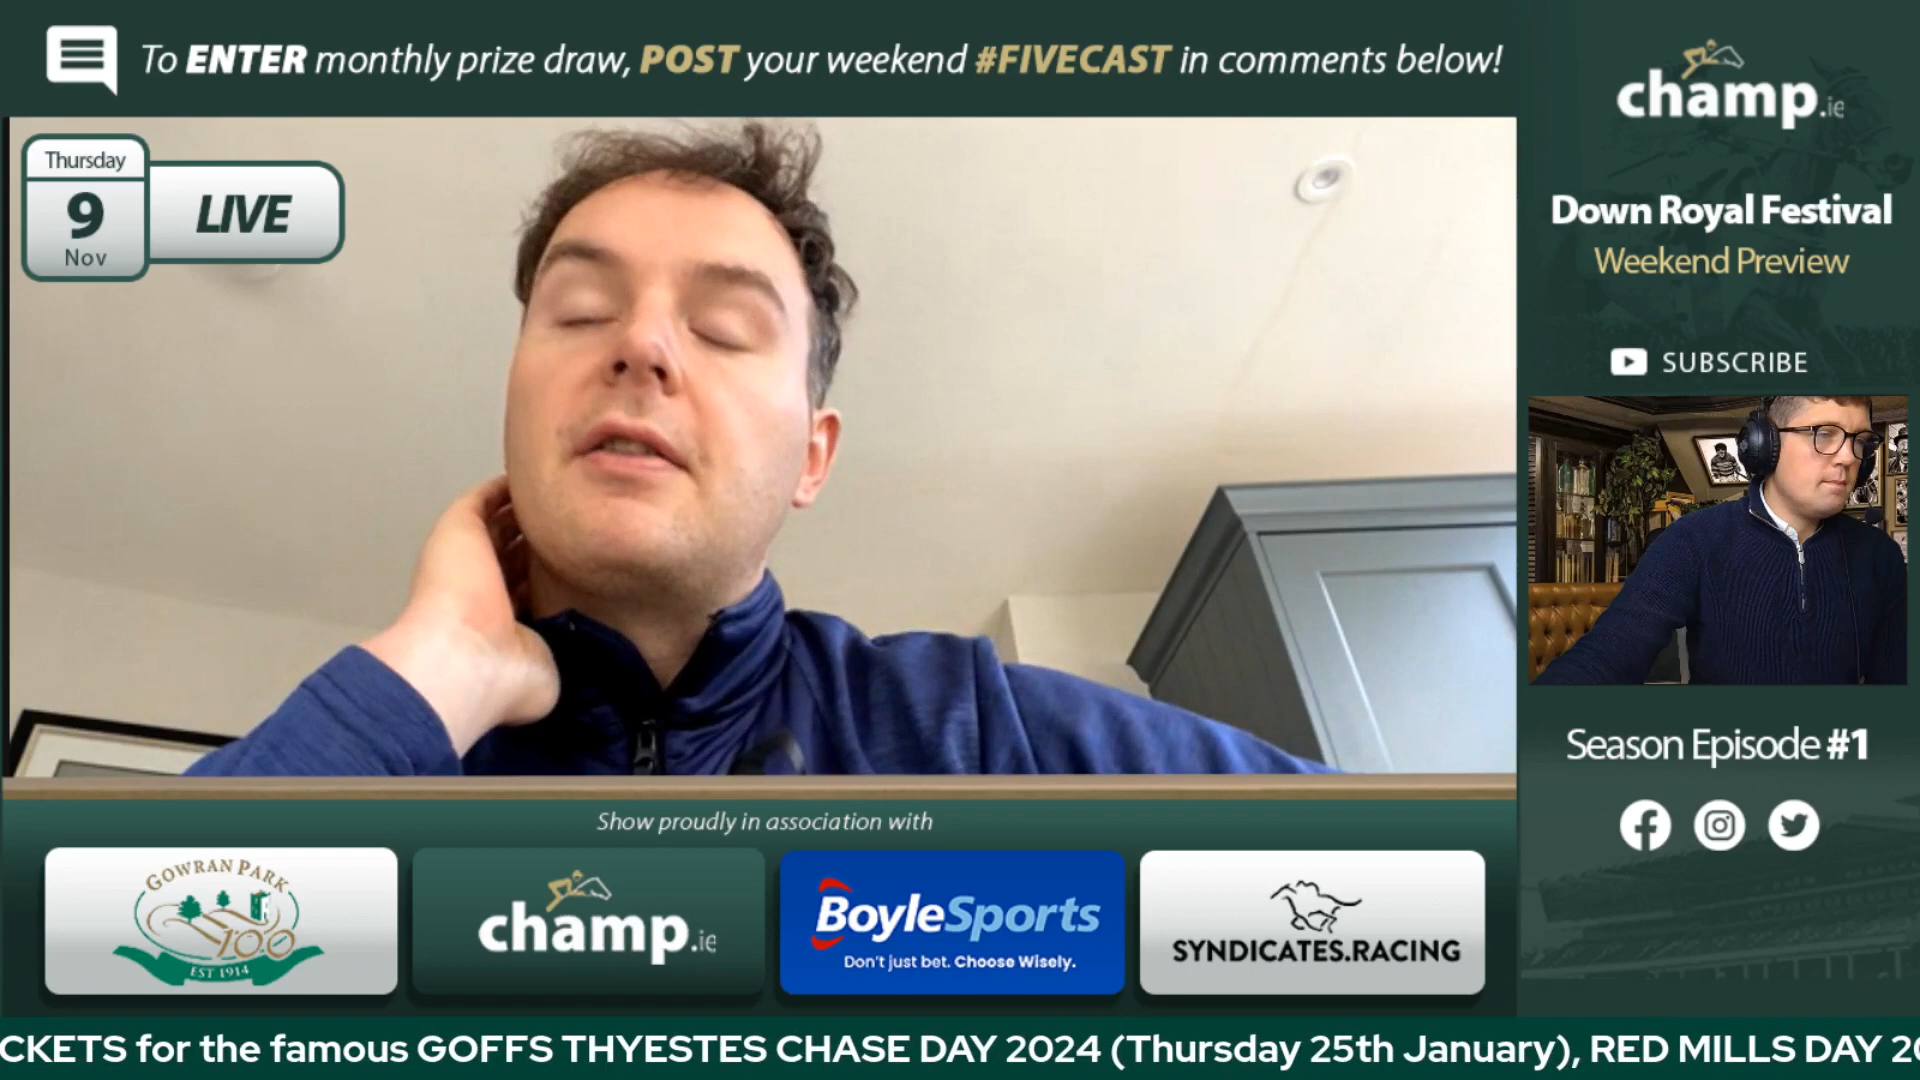 To ENTER monthly prize draw, POST your weekend #FIVECAST in comments below!
Thursday
9
Nov
LIVE
champ.ie
Down Royal Festival
Weekend Preview
SUBSCRIBE
Season Episode #1
Show proudly in association with
GOWRAN PARK
100
EST 1914
champ.ie
BoyleSports
Don't just bet. Choose Wisely.
SYNDICATES.RACING
CKETS for the famous GOFFS THYESTES CHASE DAY 2024 (Thursday 25th January), RED MILLS DAY 20